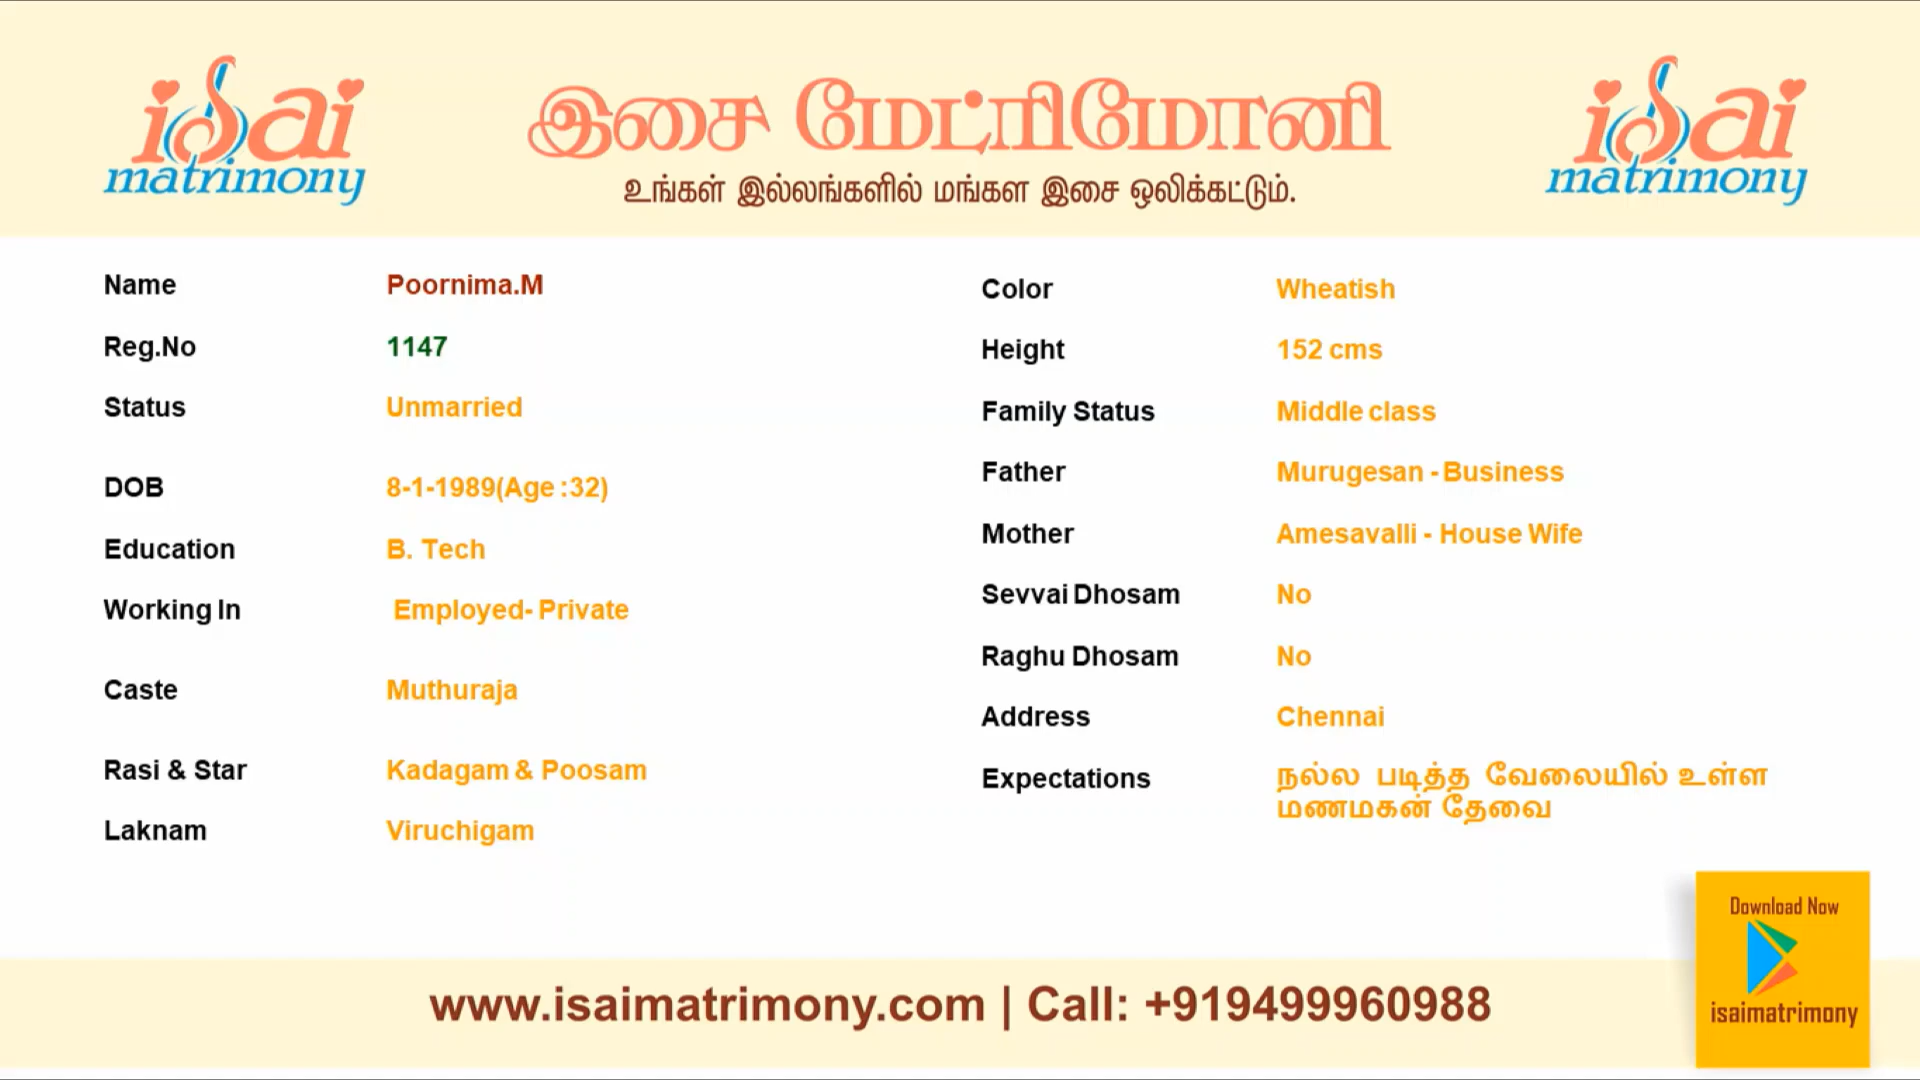 isai
matrimony
இசை மேட்ரிமோனி
உங்கள் இல்லங்களில் மங்கள இசை ஒலிக்கட்டும்.
isai
matrimony
Name Poornima.M
Reg.No 1147
Status Unmarried
DOB 8-1-1989(Age :32)
Education B. Tech
Working In Employed- Private
Caste Muthuraja
Rasi & Star Kadagam & Poosam
Laknam Viruchigam
Color Wheatish
Height 152 cms
Family Status Middle class
Father Murugesan - Business
Mother Amesavalli - House Wife
Sevvai Dhosam No
Raghu Dhosam No
Address Chennai
Expectations நல்ல படித்த வேலையில் உள்ள
மணமகன் தேவை
Download Now
isaimatrimony
www.isaimatrimony.com | Call: +919499960988